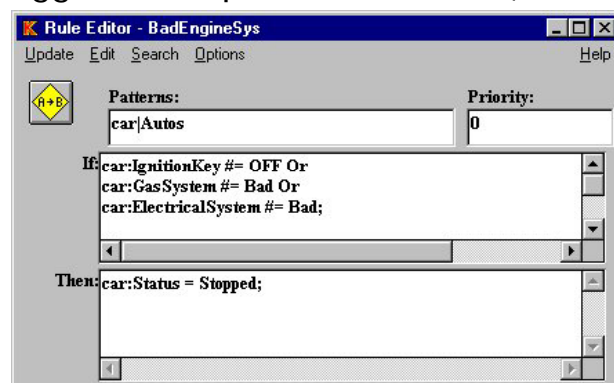 Rule Editor - BadEngineSys
Update Edit Search Options Help
A→B
Patterns: Priority:
car|Autos 0
If: car:IgnitionKey #= OFF Or
car:GasSystem #= Bad Or
car:ElectricalSystem #= Bad;
Then: car:Status = Stopped;